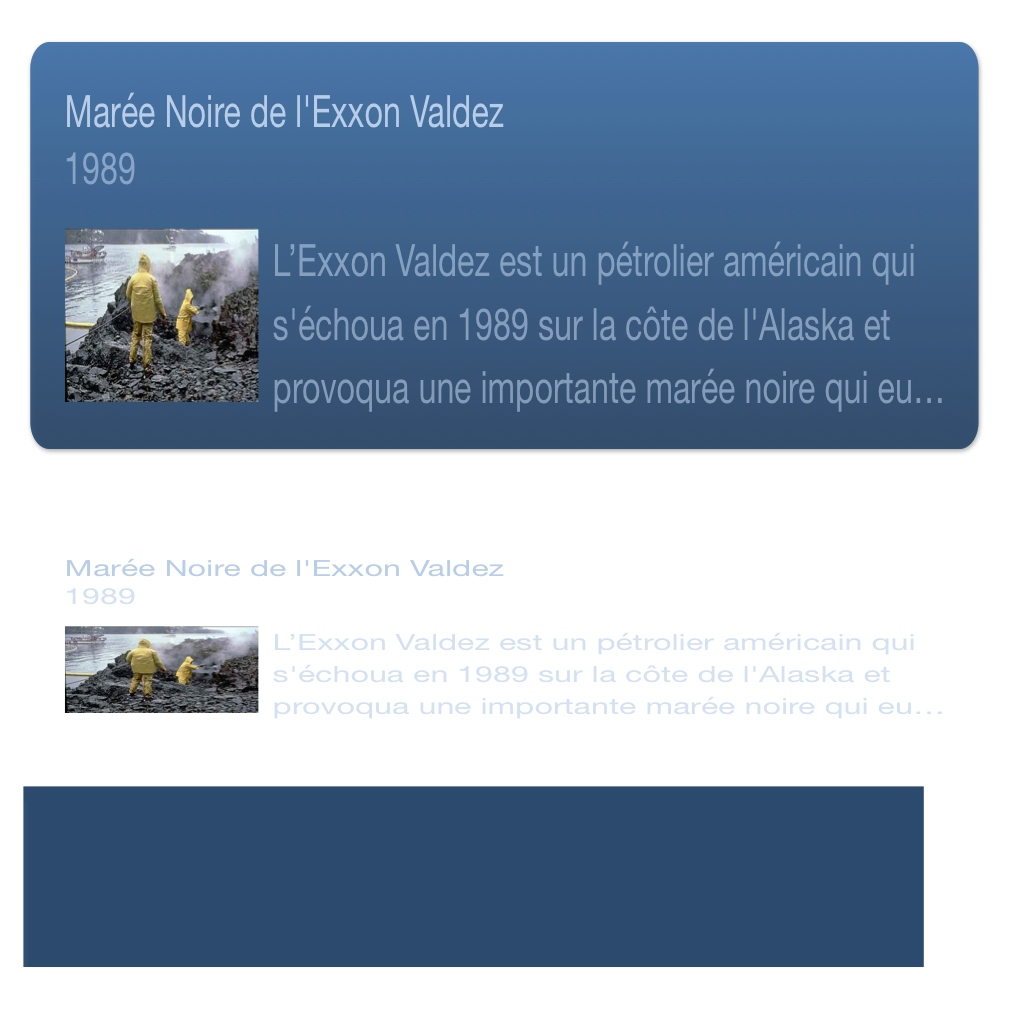 Marée Noire de l'Exxon Valdez
1989
L’Exxon Valdez est un pétrolier américain qui
s'échoua en 1989 sur la côte de l'Alaska et
provoqua une importante marée noire qui eu…
Marée Noire de l'Exxon Valdez
1989
L’Exxon Valdez est un pétrolier américain qui
s'échoua en 1989 sur la côte de l'Alaska et
provoqua une importante marée noire qui eu…